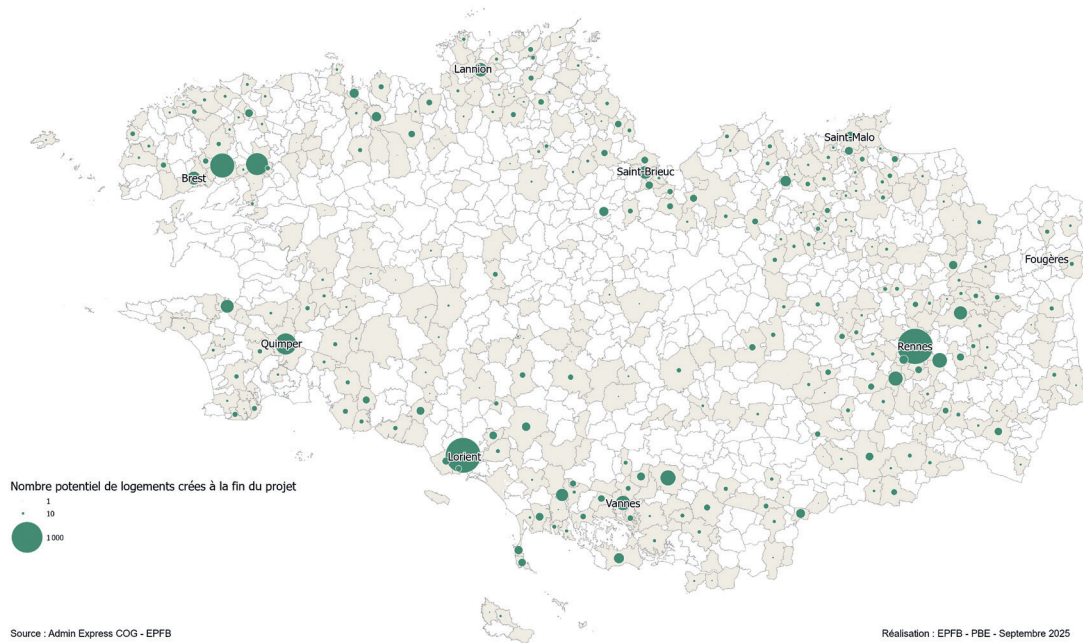 Lannion
Saint-Malo
Saint-Brieuc
Brest
Fougères
Quimper
Rennes
Lorient
Vannes
Nombre potentiel de logements crées à la fin du projet
1
10
1 000
Source : Admin Express COG - EPFB
Réalisation : EPFB - PBE - Septembre 2025